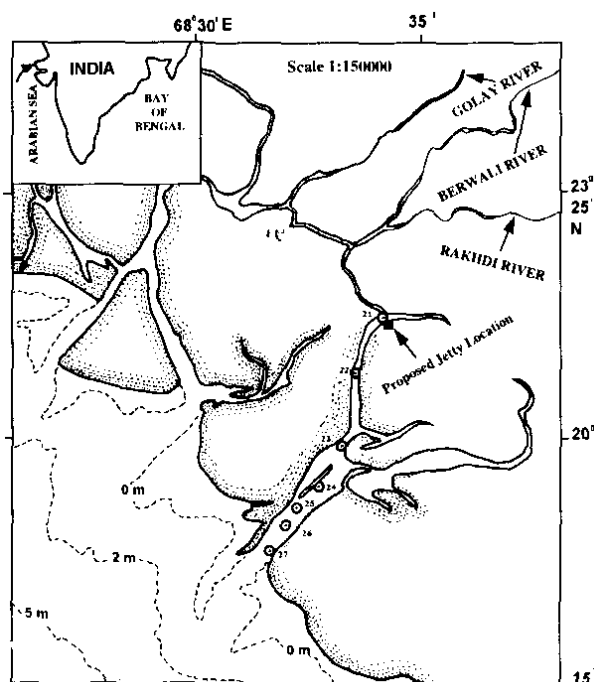 68°30'E
35'
INDIA
ARABIAN SEA
BAY
OF
BENGAL
Scale 1:150000
GOLAY RIVER
BERWALI RIVER
RAKHDI RIVER
23°
25'
N
21
Proposed Jetty Location
22
23
20'
24
25
26
27
0 m
2 m
5 m
0 m
15'